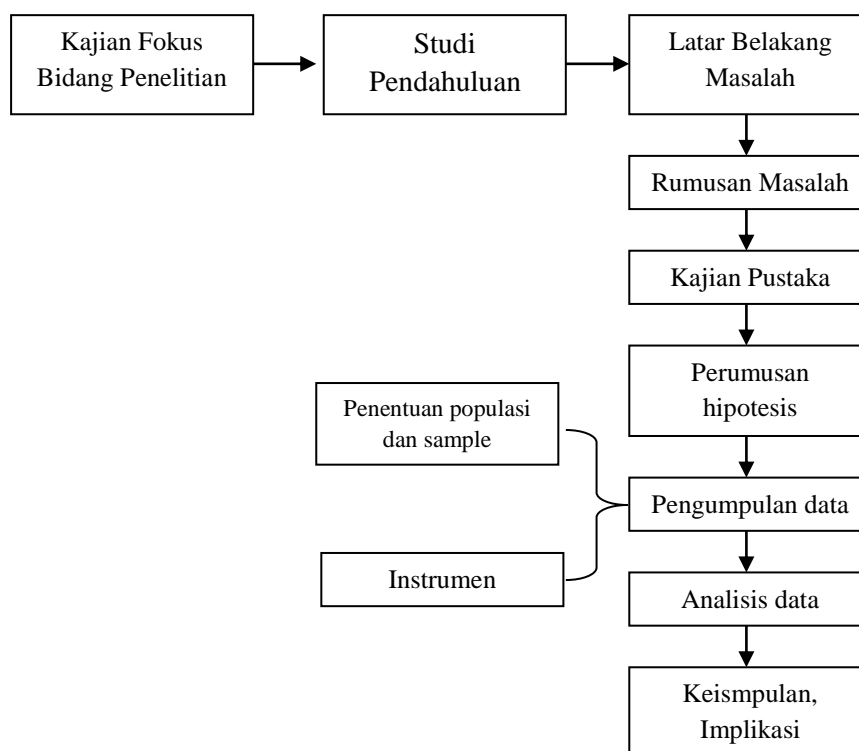 Kajian Fokus
Bidang Penelitian
Studi
Pendahuluan
Latar Belakang
Masalah
Rumusan Masalah
Kajian Pustaka
Perumusan
hipotesis
Penentuan populasi
dan sample
Pengumpulan data
Instrumen
Analisis data
Keismpulan,
Implikasi